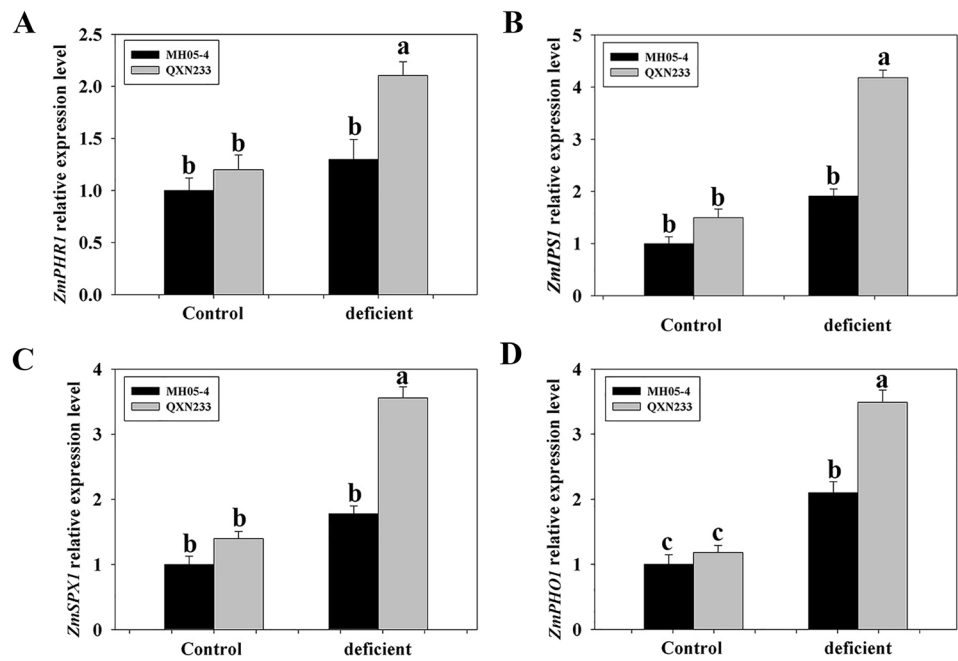 A
ZmPHR1 relative expression level
2.5
2.0
1.5
1.0
0.5
0.0
MH05-4
QXN233
b
b
b
a
Control
deficient
B
ZmIPS1 relative expression level
5
4
3
2
1
0
MH05-4
QXN233
b
b
b
a
Control
deficient
C
ZmSPX1 relative expression level
4
3
2
1
0
MH05-4
QXN233
b
b
b
a
Control
deficient
D
ZmPHO1 relative expression level
4
3
2
1
0
MH05-4
QXN233
c
c
b
a
Control
deficient